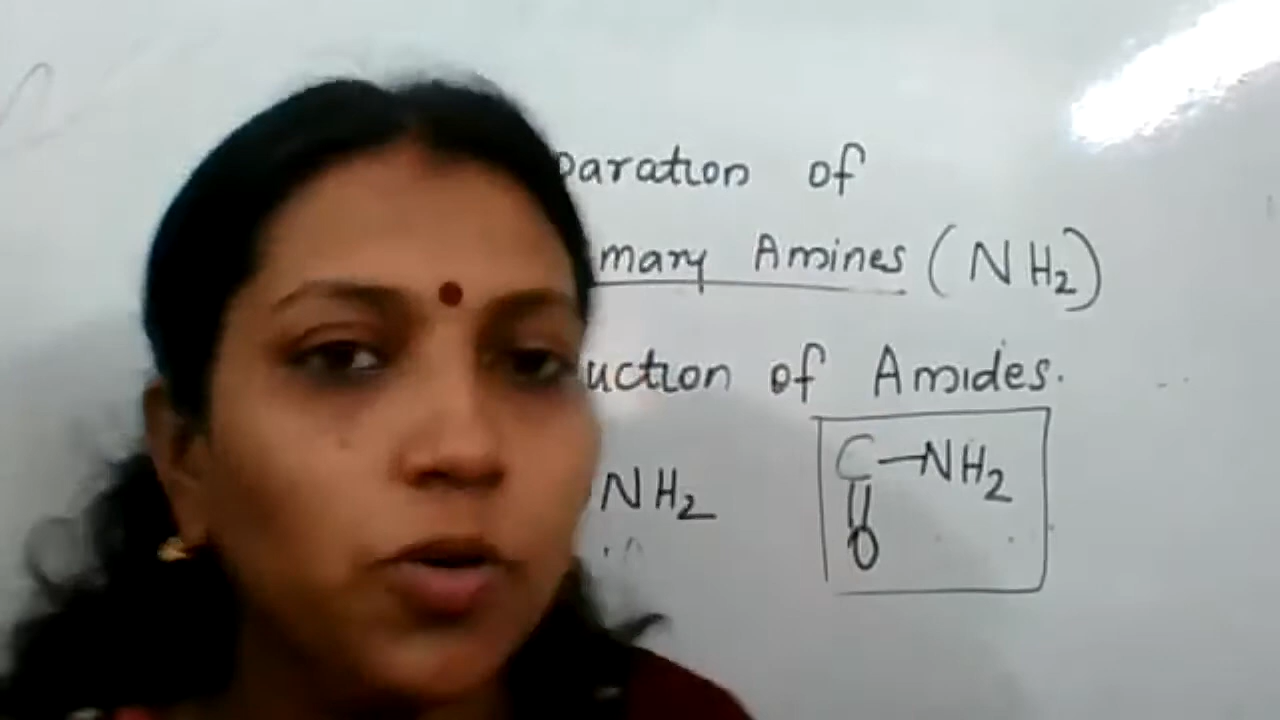 paration of
mary Amines (NH2)
uction of Amides.
NH2
C-NH2
O